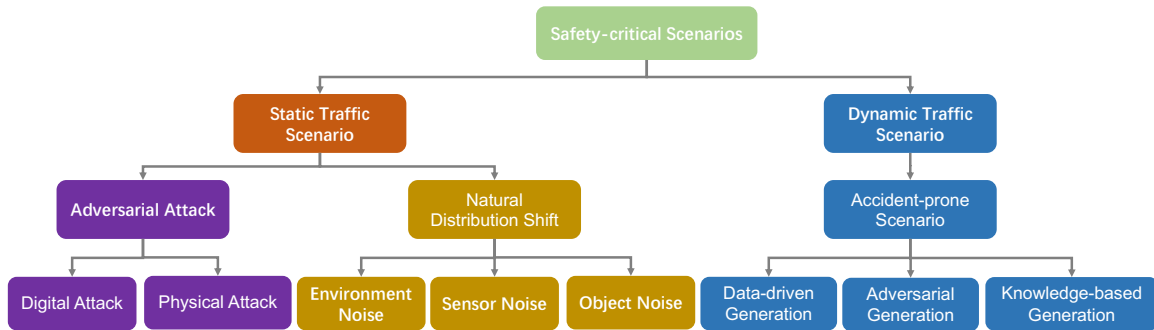 Safety-critical Scenarios
Static Traffic
Scenario
Dynamic Traffic
Scenario
Adversarial Attack
Natural
Distribution Shift
Accident-prone
Scenario
Digital Attack
Physical Attack
Environment
Noise
Sensor Noise
Object Noise
Data-driven
Generation
Adversarial
Generation
Knowledge-based
Generation